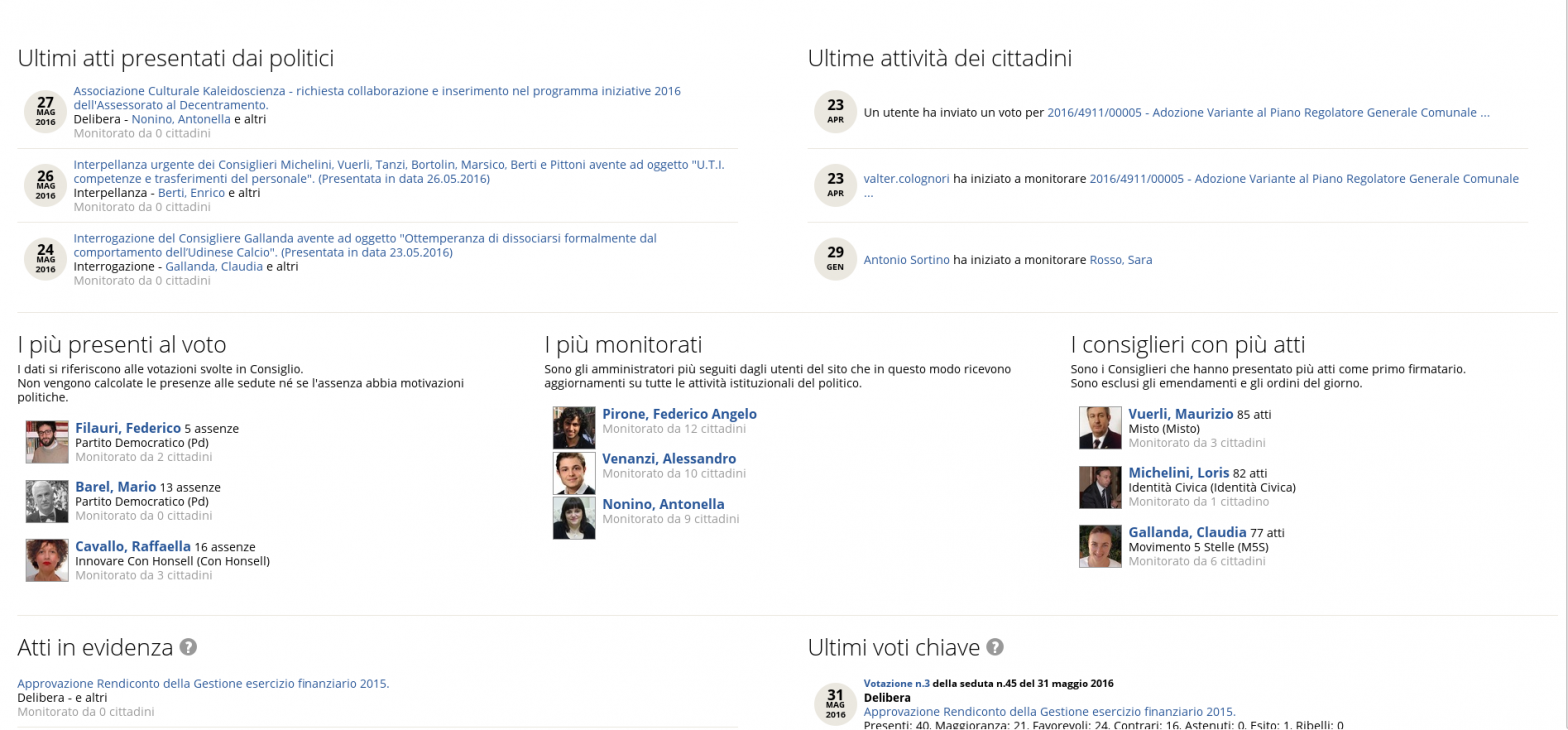 Ultimi atti presentati dai politici
27
MAG
2016
Associazione Culturale Kaleidoscienza - richiesta collaborazione e inserimento nel programma iniziative 2016
dell'Assessorato al Decentramento.
Delibera - Nonino, Antonella e altri
Monitorato da 0 cittadini
26
MAG
2016
Interpellanza urgente dei Consiglieri Michelini, Vuerli, Tanzi, Bortolin, Marsico, Berti e Pittoni avente ad oggetto "U.T.I.
competenze e trasferimenti del personale". (Presentata in data 26.05.2016)
Interpellanza - Berti, Enrico e altri
Monitorato da 0 cittadini
24
MAG
2016
Interrogazione del Consigliere Gallanda avente ad oggetto "Ottemperanza di dissociarsi formalmente dal
comportamento dell'Udinese Calcio". (Presentata in data 23.05.2016)
Interrogazione - Gallanda, Claudia e altri
Monitorato da 0 cittadini
Ultime attività dei cittadini
23
APR
Un utente ha inviato un voto per 2016/4911/00005 - Adozione Variante al Piano Regolatore Generale Comunale ...
23
APR
valter.colognori ha iniziato a monitorare 2016/4911/00005 - Adozione Variante al Piano Regolatore Generale Comunale
...
29
GEN
Antonio Sortino ha iniziato a monitorare Rosso, Sara
I più presenti al voto
I dati si riferiscono alle votazioni svolte in Consiglio.
Non vengono calcolate le presenze alle sedute né se l'assenza abbia motivazioni
politiche.
Filauri, Federico 5 assenze
Partito Democratico (Pd)
Monitorato da 2 cittadini
Barel, Mario 13 assenze
Partito Democratico (Pd)
Monitorato da 0 cittadini
Cavallo, Raffaella 16 assenze
Innovare Con Honsell (Con Honsell)
Monitorato da 3 cittadini
I più monitorati
Sono gli amministratori più seguiti dagli utenti del sito che in questo modo ricevono
aggiornamenti su tutte le attività istituzionali del politico.
Pirone, Federico Angelo
Monitorato da 12 cittadini
Venanzi, Alessandro
Monitorato da 10 cittadini
Nonino, Antonella
Monitorato da 9 cittadini
I consiglieri con più atti
Sono i Consiglieri che hanno presentato più atti come primo firmatario.
Sono esclusi gli emendamenti e gli ordini del giorno.
Vuerli, Maurizio 85 atti
Misto (Misto)
Monitorato da 3 cittadini
Michelini, Loris 82 atti
Identità Civica (Identità Civica)
Monitorato da 1 cittadino
Gallanda, Claudia 77 atti
Movimento 5 Stelle (M5S)
Monitorato da 6 cittadini
Atti in evidenza ?
Approvazione Rendiconto della Gestione esercizio finanziario 2015.
Delibera - e altri
Monitorato da 0 cittadini
Ultimi voti chiave ?
31
MAG
2016
Votazione n.3 della seduta n.45 del 31 maggio 2016
Delibera
Approvazione Rendiconto della Gestione esercizio finanziario 2015.
Presenti: 40, Maggioranza: 21, Favorevoli: 24, Contrari: 16, Astenuti: 0, Esito: 1, Ribelli: 0